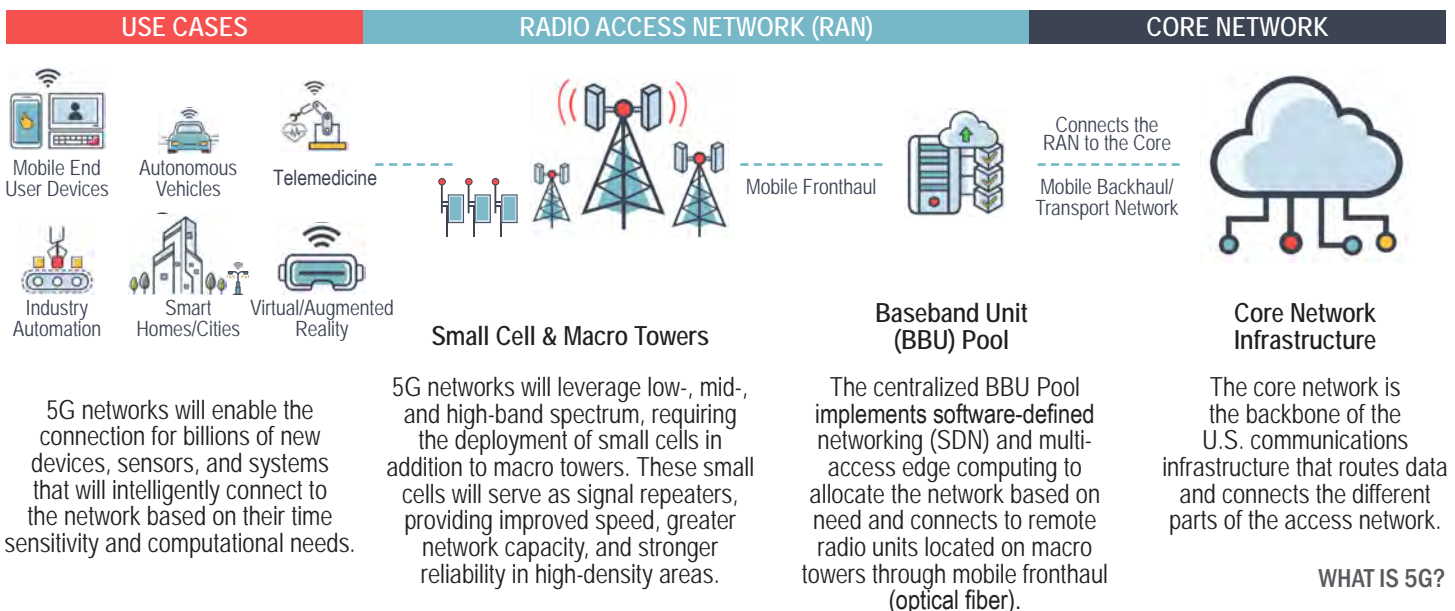 USE CASES
RADIO ACCESS NETWORK (RAN)
CORE NETWORK
Mobile End
User Devices
Autonomous
Vehicles
Telemedicine
Industry
Automation
Smart
Homes/Cities
Virtual/Augmented
Reality
5G networks will enable the
connection for billions of new
devices, sensors, and systems
that will intelligently connect to
the network based on their time
sensitivity and computational needs.
Small Cell & Macro Towers
5G networks will leverage low-, mid-,
and high-band spectrum, requiring
the deployment of small cells in
addition to macro towers. These small
cells will serve as signal repeaters,
providing improved speed, greater
network capacity, and stronger
reliability in high-density areas.
Mobile Fronthaul
Baseband Unit
(BBU) Pool
The centralized BBU Pool
implements software-defined
networking (SDN) and multi-
access edge computing to
allocate the network based on
need and connects to remote
radio units located on macro
towers through mobile fronthaul
(optical fiber).
Connects the
RAN to the Core
Mobile Backhaul/
Transport Network
Core Network
Infrastructure
The core network is
the backbone of the
U.S. communications
infrastructure that routes data
and connects the different
parts of the access network.
WHAT IS 5G?